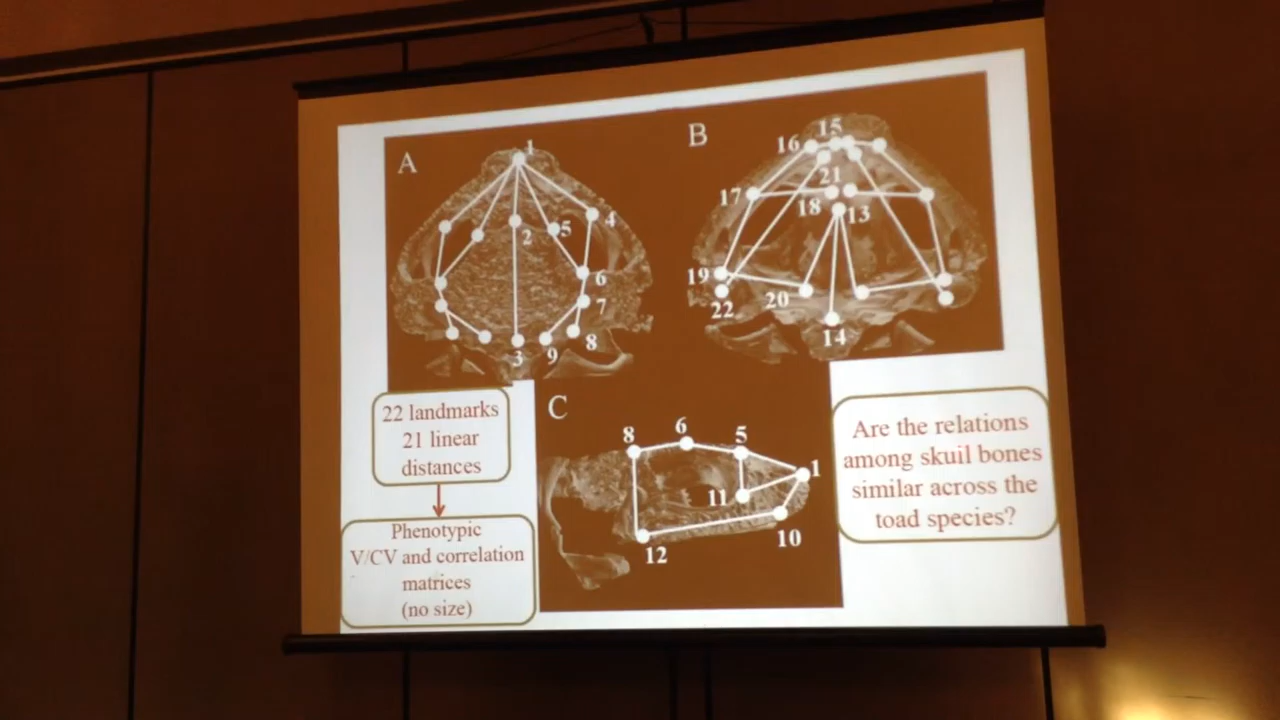 A
1
4
2
5
6
7
8
3
9
B
15
16
21
17
18
13
19
20
22
14
22 landmarks
21 linear
distances
Phenotypic
V/CV and correlation
matrices
(no size)
C
8
6
5
1
11
10
12
Are the relations
among skull bones
similar across the
toad species?